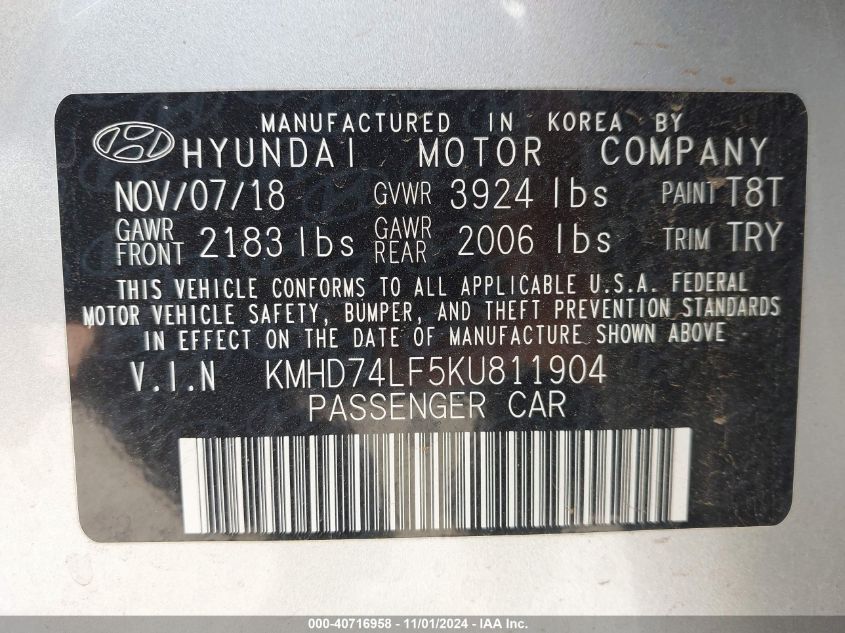 MANUFACTURED IN KOREA BY
HYUNDAI MOTOR COMPANY
NOV/07/18 GVWR 3924 lbs PAINT T8T
GAWR FRONT 2183 lbs GAWR REAR 2006 lbs TRIM TRY
THIS VEHICLE CONFORMS TO ALL APPLICABLE U.S.A. FEDERAL
MOTOR VEHICLE SAFETY, BUMPER, AND THEFT PREVENTION STANDARDS
IN EFFECT ON THE DATE OF MANUFACTURE SHOWN ABOVE
V.I.N KMHD74LF5KU811904
PASSENGER CAR
000-40716958 - 11/01/2024 - IAA Inc.